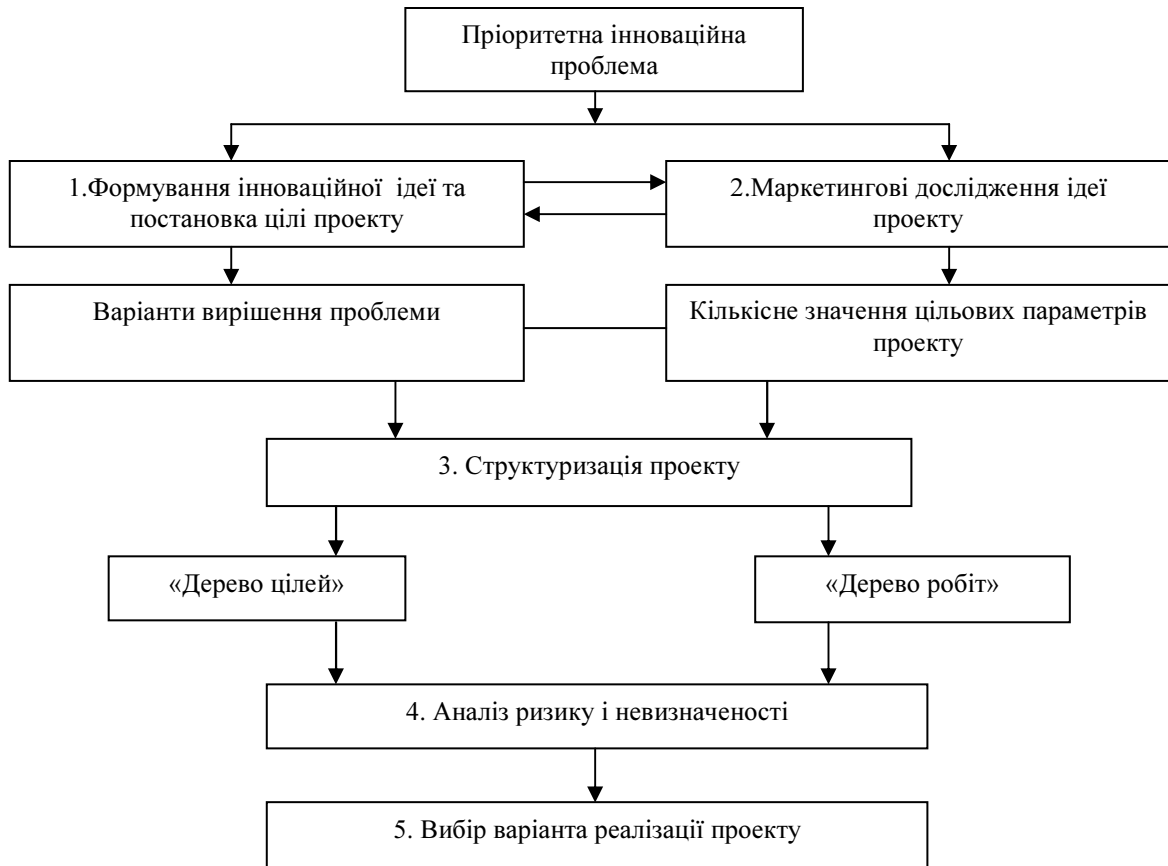 Пріоритетна інноваційна
проблема
1.Формування інноваційної ідеї та
постановка цілі проекту
2.Маркетингові дослідження ідеї
проекту
Варіанти вирішення проблеми
Кількісне значення цільових параметрів
проекту
3. Структуризація проекту
«Дерево цілей»
«Дерево робіт»
4. Аналіз ризику і невизначеності
5. Вибір варіанта реалізації проекту